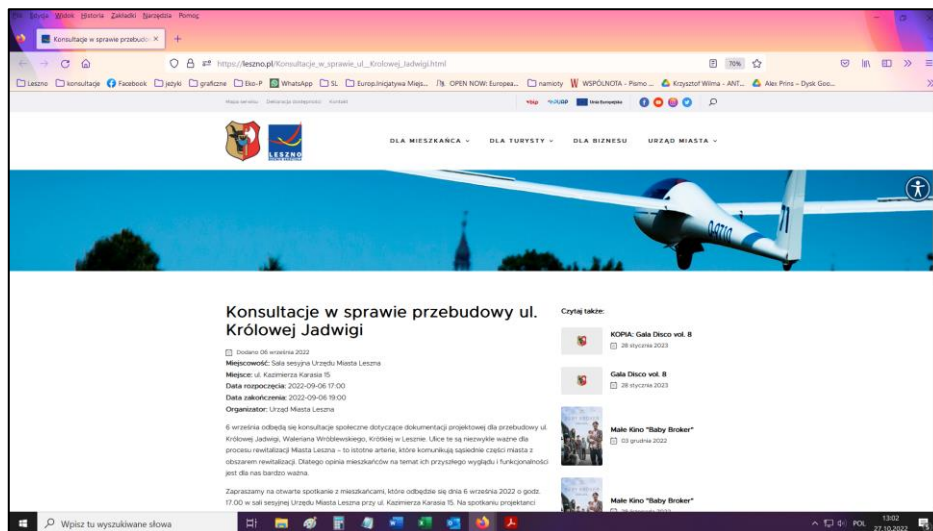 Plik Edycja Widok Historia Zakładki Narzędzia Pomoc
Konsultacje w sprawie przebudo
https://leszno.pl/Konsultacje_w_sprawie_ul__Krolowej_Jadwigi.html
70%
Leszno konsultacje Facebook języki graficzne Eko-P WhatsApp SL Europ.Inicjatywa Miejs... OPEN NOW: Europea... namioty WSPÓLNOTA - Pismo ... Krzysztof Wilma - ANT... Alex Prins – Dysk Goo...
Mapa serwisu Deklaracja dostępności Kontakt
bip Unia Europejska
LESZNO
DLA MIESZKAŃCA DLA TURYSTY DLA BIZNESU URZĄD MIASTA
Konsultacje w sprawie przebudowy ul.
Królowej Jadwigi
Dodano 06 września 2022
Miejscowość: Sala sesyjna Urzędu Miasta Leszna
Miejsce: ul. Kazimierza Karasia 15
Data rozpoczęcia: 2022-09-06 17:00
Data zakończenia: 2022-09-06 19:00
Organizator: Urząd Miasta Leszna
6 września odbędą się konsultacje społeczne dotyczące dokumentacji projektowej dla przebudowy ul.
Królowej Jadwigi, Waleriana Wróblewskiego, Krótkiej w Lesznie. Ulice te są niezwykle ważne dla
procesu rewitalizacji Miasta Leszna – to istotne arterie, które komunikują sąsiednie części miasta z
obszarem rewitalizacji. Dlatego opinia mieszkańców na temat ich przyszłego wyglądu i funkcjonalności
jest dla nas bardzo ważna.
Zapraszamy na otwarte spotkanie z mieszkańcami, które odbędzie się dnia 6 września 2022 o godz.
17.00 w sali sesyjnej Urzędu Miasta Leszna przy ul. Kazimierza Karasia 15. Na spotkaniu projektanci
Czytaj także:
KOPIA: Gala Disco vol. 8
28 stycznia 2023
Gala Disco vol. 8
28 stycznia 2023
Małe Kino "Baby Broker"
03 grudnia 2022
Małe Kino "Baby Broker"
Wpisz tu wyszukiwane słowa
POL
13:02
27.10.2022